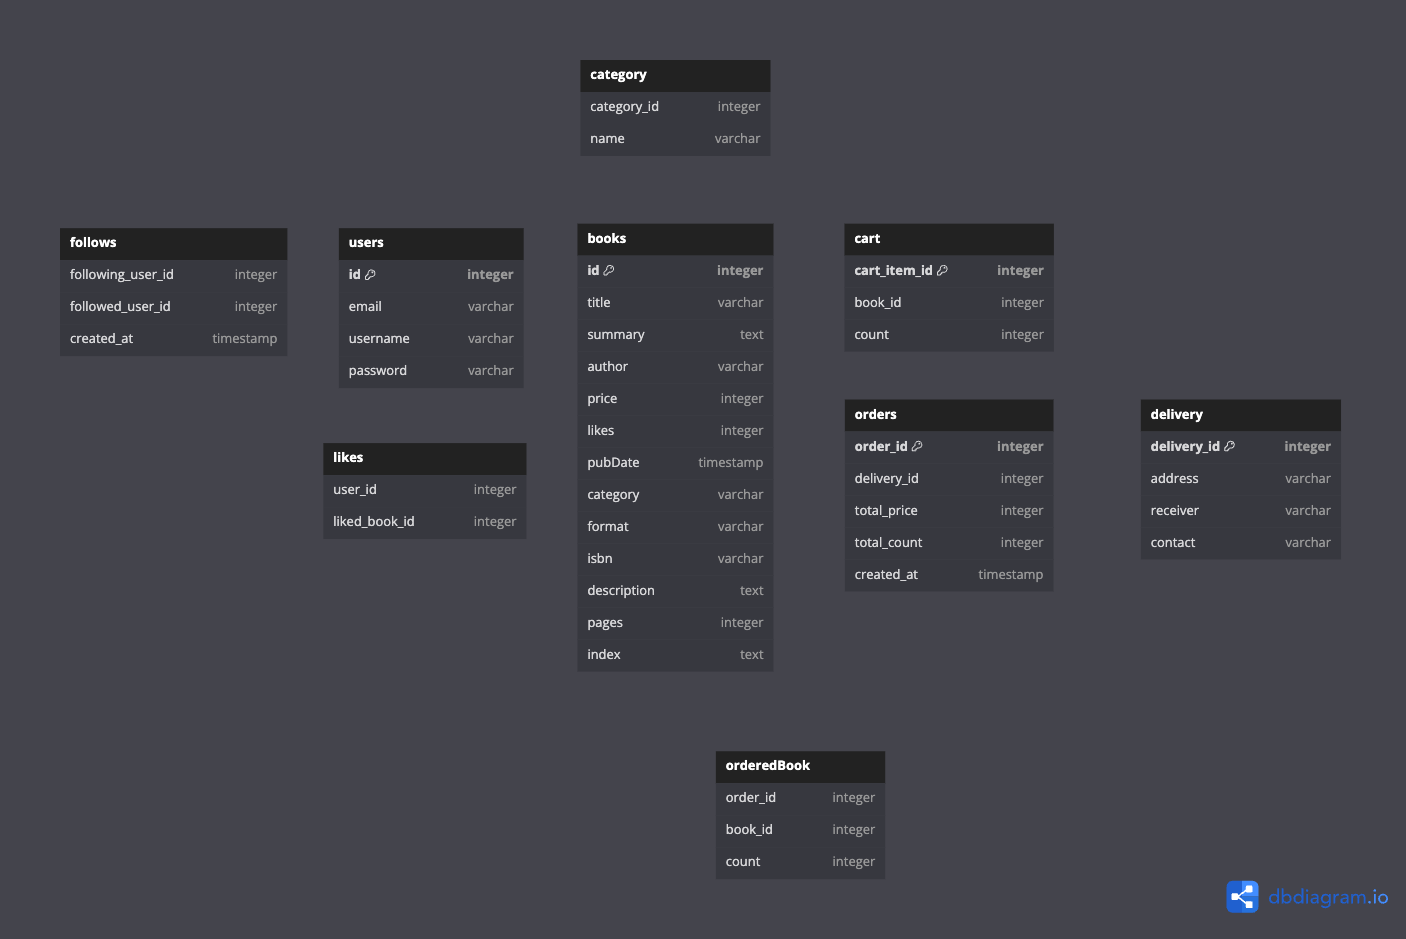 category
category_id integer
name varchar
follows
following_user_id integer
followed_user_id integer
created_at timestamp
users
id integer
email varchar
username varchar
password varchar
likes
user_id integer
liked_book_id integer
books
id integer
title varchar
summary text
author varchar
price integer
likes integer
pubDate timestamp
category varchar
format varchar
isbn varchar
description text
pages integer
index text
cart
cart_item_id integer
book_id integer
count integer
orders
order_id integer
delivery_id integer
total_price integer
total_count integer
created_at timestamp
delivery
delivery_id integer
address varchar
receiver varchar
contact varchar
orderedBook
order_id integer
book_id integer
count integer
dbdiagram.io